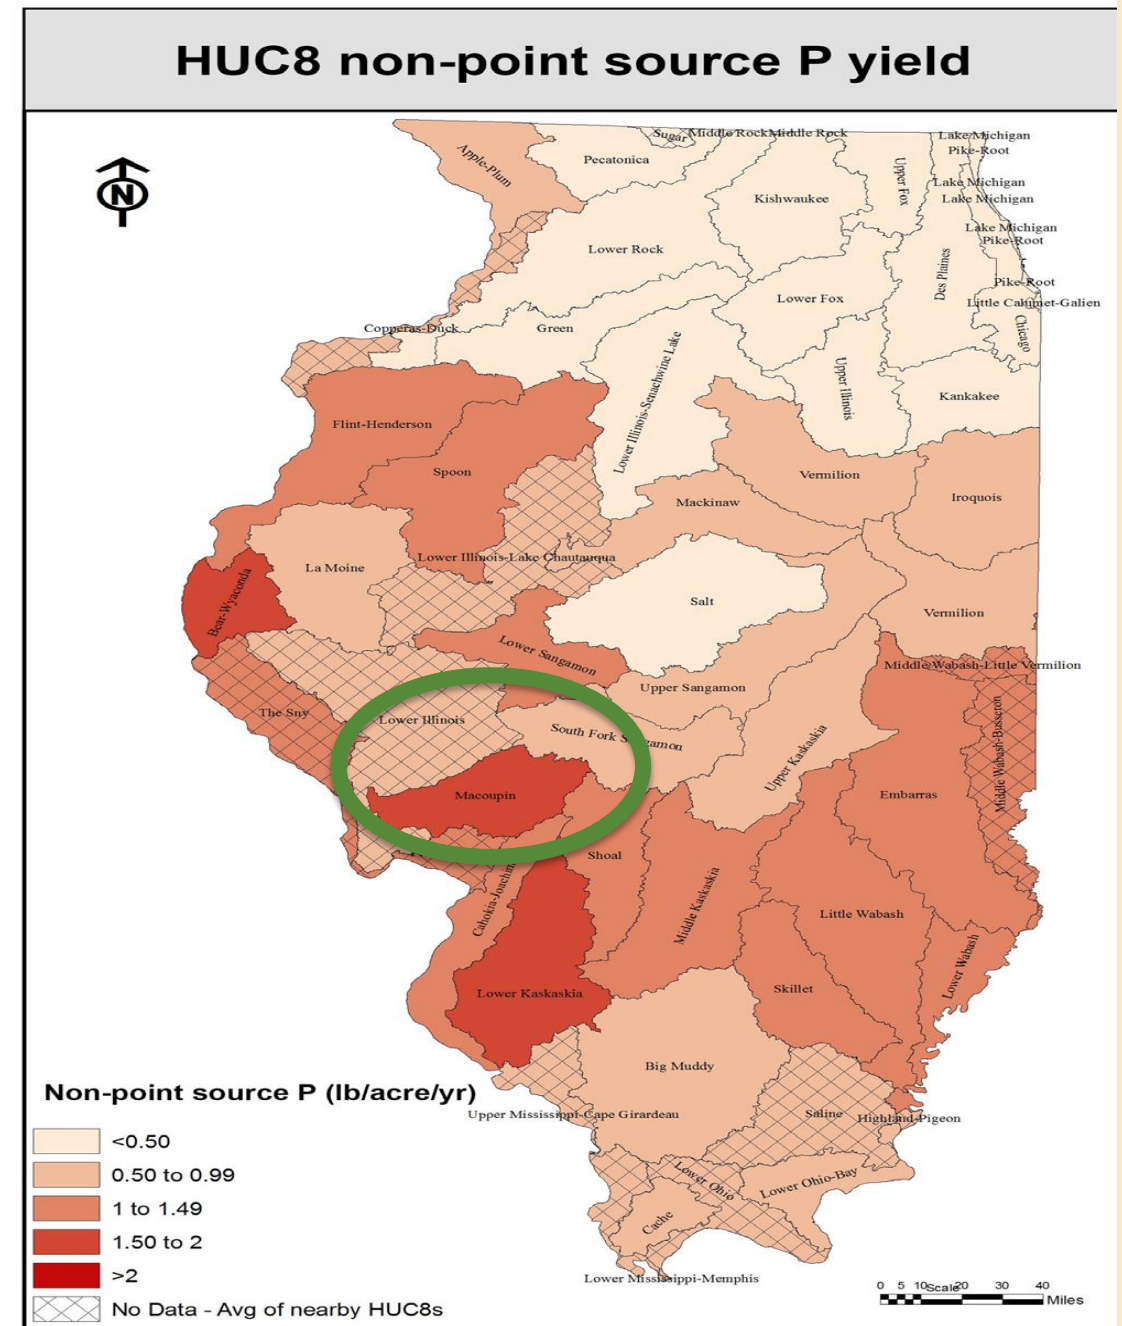 HUC8 non-point source P yield
N
Apple-Plum
Pecatonica
Sugar
Middle Rock
Middle Rock
Lake Michigan
Pike-Root
Kishwaukee
Upper Fox
Lake Michigan
Lake Michigan
Lake Michigan
Pike-Root
Lower Rock
Des Plaines
Pike-Root
Lower Fox
Little Calumet-Galien
Copperas-Duck
Green
Chicago
Lower Illinois-Senachwine Lake
Upper Illinois
Kankakee
Flint-Henderson
Spoon
Vermilion
Iroquois
Mackinaw
Lower Illinois-Lake Chautauqua
La Moine
Bear-Wyaconda
Salt
Vermilion
Lower Sangamon
Middle Wabash-Little Vermilion
Upper Sangamon
The Sny
Lower Illinois
South Fork Sangamon
Upper Kaskaskia
Middle Wabash-Busseron
Macoupin
Embarras
Shoal
Middle Kaskaskia
Little Wabash
Lower Wabash
Lower Kaskaskia
Skillet
Big Muddy
Upper Mississippi-Cape Girardeau
Saline
Highland-Pigeon
Lower Ohio
Lower Ohio-Bay
Cache
Lower Mississippi-Memphis
Non-point source P (lb/acre/yr)
<0.50
0.50 to 0.99
1 to 1.49
1.50 to 2
>2
No Data - Avg of nearby HUC8s
0 5 10 20 30 40
Scale
Miles